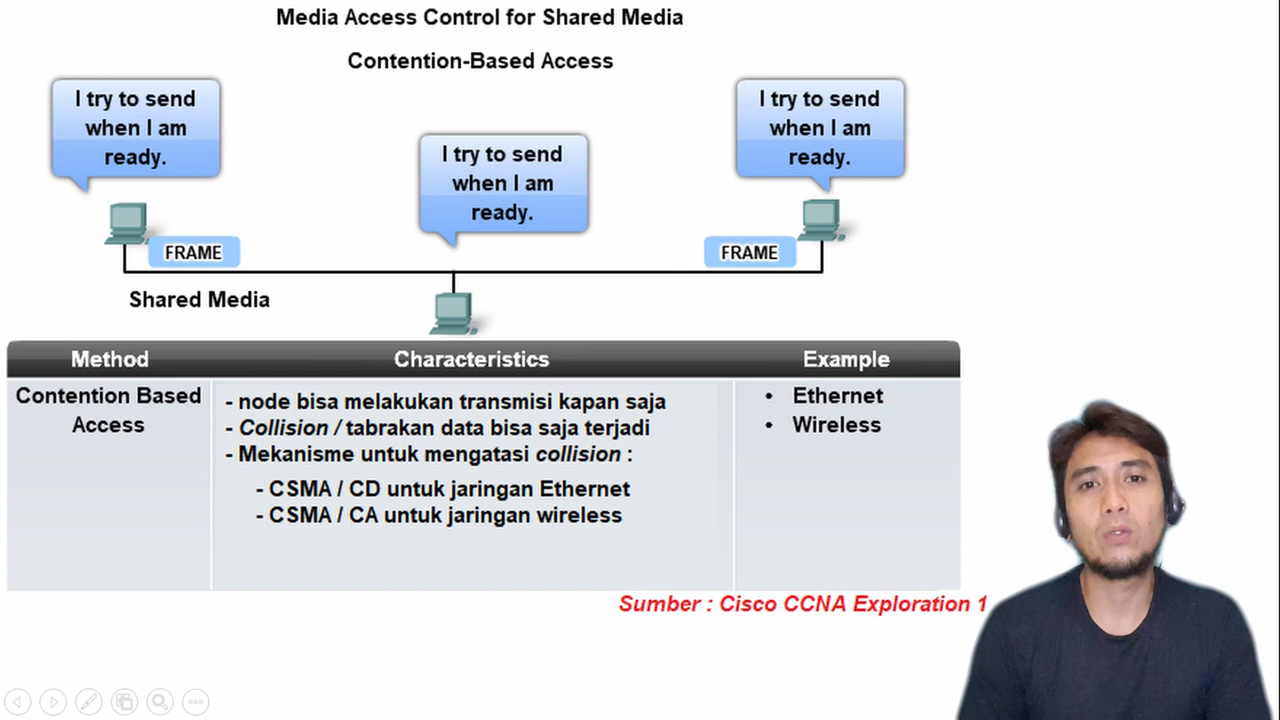 Media Access Control for Shared Media
Contention-Based Access
I try to send
when I am
ready.
I try to send
when I am
ready.
I try to send
when I am
ready.
FRAME
FRAME
Shared Media
Method
Characteristics
Example
Contention Based
Access
- node bisa melakukan transmisi kapan saja
- Collision / tabrakan data bisa saja terjadi
- Mekanisme untuk mengatasi collision :
- CSMA / CD untuk jaringan Ethernet
- CSMA / CA untuk jaringan wireless
• Ethernet
• Wireless
Sumber : Cisco CCNA Exploration 1